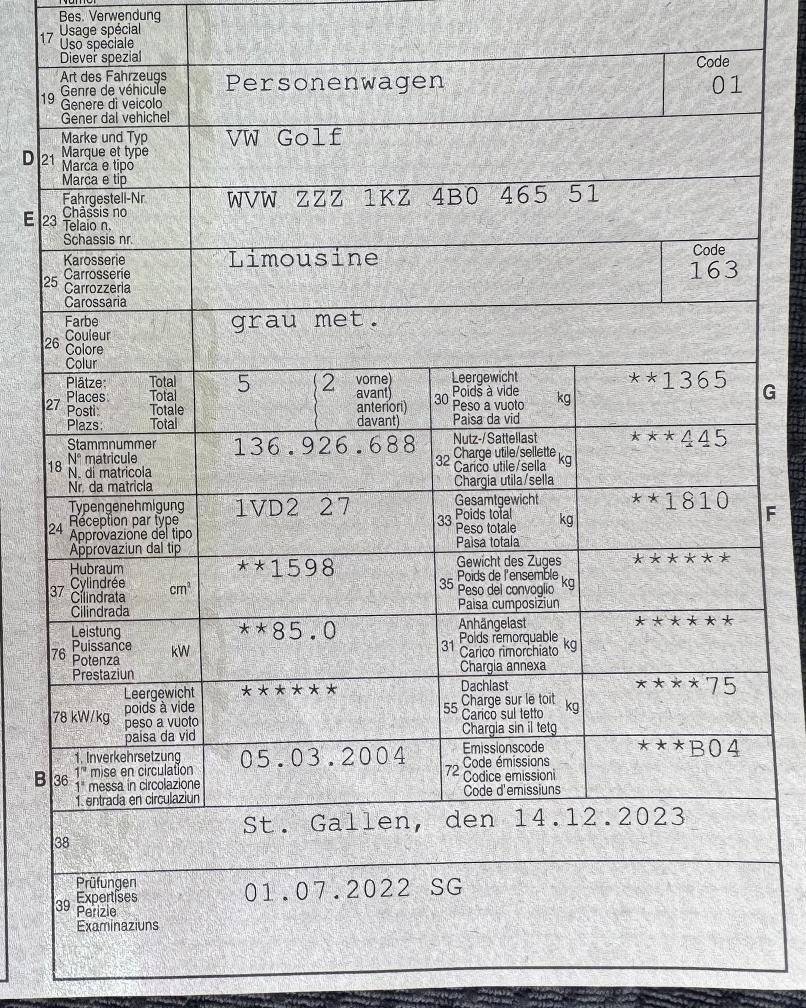 Bes. Verwendung
17 Usage spécial
Uso speciale
Diever spezial
Art des Fahrzeugs
19 Genre de véhicule
Genere di veicolo
Gener dal vehichel
Personenwagen
Code
01
D 21 Marke und Typ
Marque et type
Marca e tipo
Marca e tip
VW Golf
E 23 Fahrgestell-Nr.
Châssis no
Telaio n.
Schassis nr.
WVW ZZZ 1KZ 4B0 465 51
25 Karosserie
Carrosserie
Carrozzeria
Carossaria
Limousine
Code
163
26 Farbe
Couleur
Colore
Colur
grau met.
27 Plätze: Total
Places: Total
Posti: Totale
Plazs: Total
5 (2 vorne)
avant)
anteriori)
davant)
30 Leergewicht
Poids à vide kg
Peso a vuoto
Paisa da vid
**1365
G
18 Stammnummer
N° matricule
N. di matricola
Nr. da matricla
136.926.688
32 Nutz-/Sattellast
Charge utile/sellette kg
Carico utile/sella
Chargia utila/sella
***445
24 Typengenehmigung
Réception par type
Approvazione del tipo
Approvaziun dal tip
1VD2 27
33 Gesamtgewicht
Poids total kg
Peso totale
Paisa totala
**1810
F
37 Hubraum
Cylindrée cm³
Cilindrata
Cilindrada
**1598
35 Gewicht des Zuges
Poids de l'ensemble kg
Peso del convoglio
Paisa cumposiziun
******
76 Leistung
Puissance kW
Potenza
Prestaziun
**85.0
31 Anhängelast
Poids remorquable kg
Carico rimorchiato
Chargia annexa
******
78 kW/kg Leergewicht
poids à vide
peso a vuoto
paisa da vid
******
55 Dachlast
Charge sur le toit kg
Carico sul tetto
Chargia sin il tetg
****75
B 36 1. Inverkehrsetzung
1re mise en circulation
1a messa in circolazione
1. entrada en circulaziun
05.03.2004
72 Emissionscode
Code émissions
Codice emissioni
Code d'emissiuns
***B04
38
St. Gallen, den 14.12.2023
39 Prüfungen
Expertises
Perizie
Examinaziuns
01.07.2022 SG